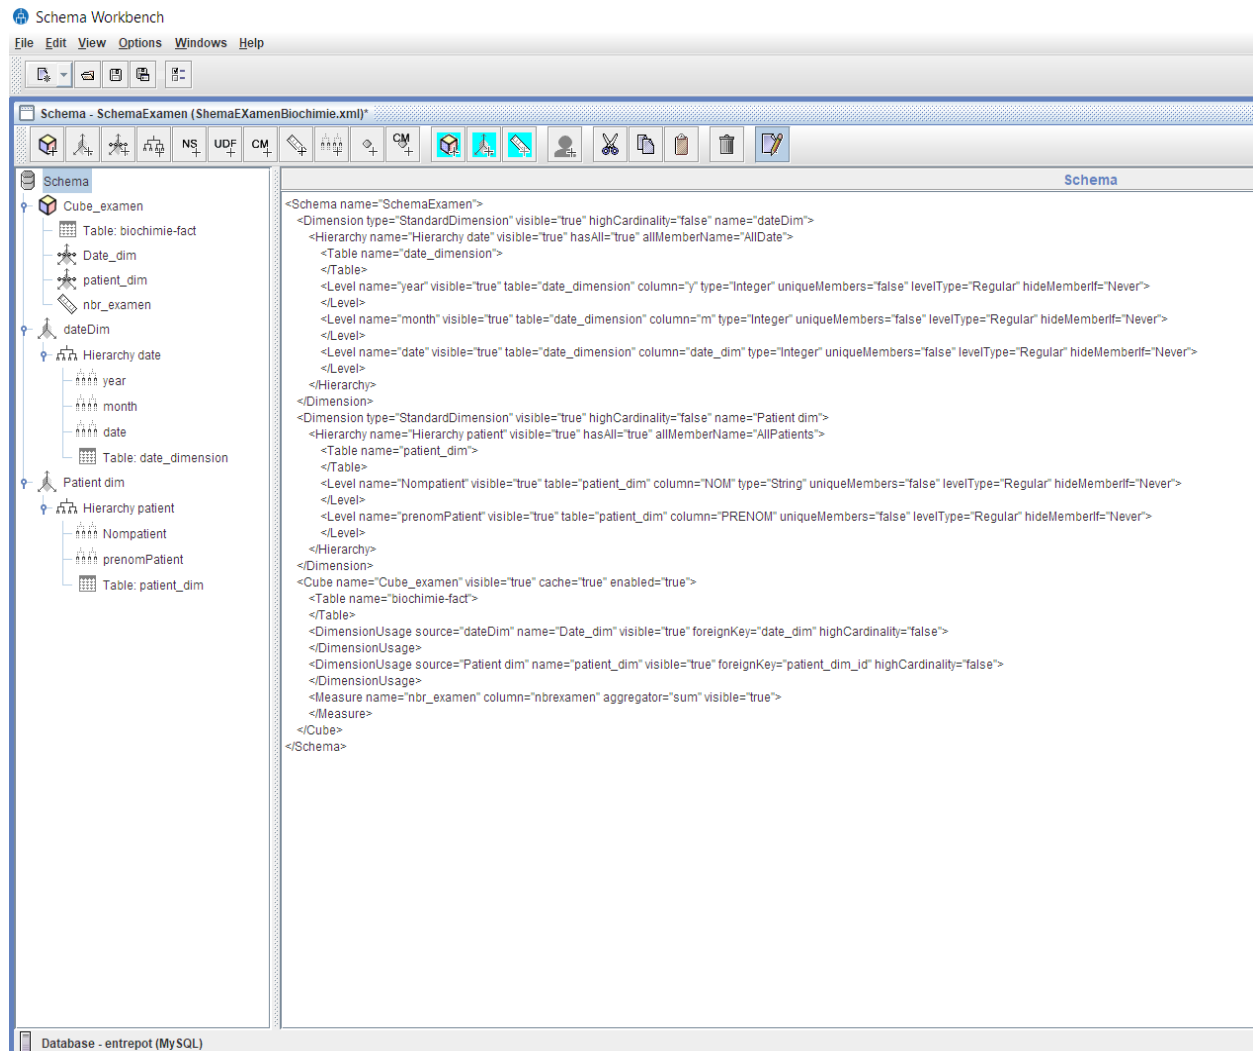 Schema Workbench
File Edit View Options Windows Help
Schema - SchemaExamen (ShemaEXamenBiochimie.xml)*
NS UDF CM CM
Schema
Cube_examen
Table: biochimie-fact
Date_dim
patient_dim
nbr_examen
dateDim
Hierarchy date
year
month
date
Table: date_dimension
Patient dim
Hierarchy patient
Nompatient
prenomPatient
Table: patient_dim
Schema
<Schema name="SchemaExamen">
<Dimension type="StandardDimension" visible="true" highCardinality="false" name="dateDim">
<Hierarchy name="Hierarchy date" visible="true" hasAll="true" allMemberName="AllDate">
<Table name="date_dimension">
</Table>
<Level name="year" visible="true" table="date_dimension" column="y" type="Integer" uniqueMembers="false" levelType="Regular" hideMemberIf="Never">
</Level>
<Level name="month" visible="true" table="date_dimension" column="m" type="Integer" uniqueMembers="false" levelType="Regular" hideMemberIf="Never">
</Level>
<Level name="date" visible="true" table="date_dimension" column="date_dim" type="Integer" uniqueMembers="false" levelType="Regular" hideMemberIf="Never">
</Level>
</Hierarchy>
</Dimension>
<Dimension type="StandardDimension" visible="true" highCardinality="false" name="Patient dim">
<Hierarchy name="Hierarchy patient" visible="true" hasAll="true" allMemberName="AllPatients">
<Table name="patient_dim">
</Table>
<Level name="Nompatient" visible="true" table="patient_dim" column="NOM" type="String" uniqueMembers="false" levelType="Regular" hideMemberIf="Never">
</Level>
<Level name="prenomPatient" visible="true" table="patient_dim" column="PRENOM" uniqueMembers="false" levelType="Regular" hideMemberIf="Never">
</Level>
</Hierarchy>
</Dimension>
<Cube name="Cube_examen" visible="true" cache="true" enabled="true">
<Table name="biochimie-fact">
</Table>
<DimensionUsage source="dateDim" name="Date_dim" visible="true" foreignKey="date_dim" highCardinality="false">
</DimensionUsage>
<DimensionUsage source="Patient dim" name="patient_dim" visible="true" foreignKey="patient_dim_id" highCardinality="false">
</DimensionUsage>
<Measure name="nbr_examen" column="nbrexamen" aggregator="sum" visible="true">
</Measure>
</Cube>
</Schema>
Database - entrepot (MySQL)